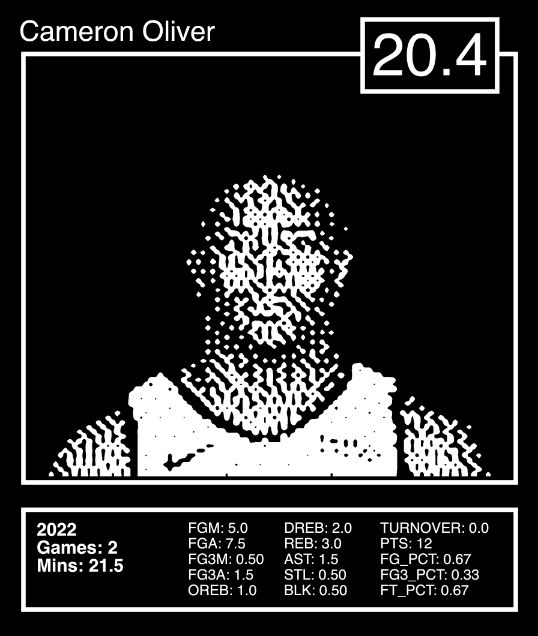 Cameron Oliver
20.4
2022
Games: 2
Mins: 21.5
FGM: 5.0
FGA: 7.5
FG3M: 0.50
FG3A: 1.5
OREB: 1.0
DREB: 2.0
REB: 3.0
AST: 1.5
STL: 0.50
BLK: 0.50
TURNOVER: 0.0
PTS: 12
FG_PCT: 0.67
FG3_PCT: 0.33
FT_PCT: 0.67